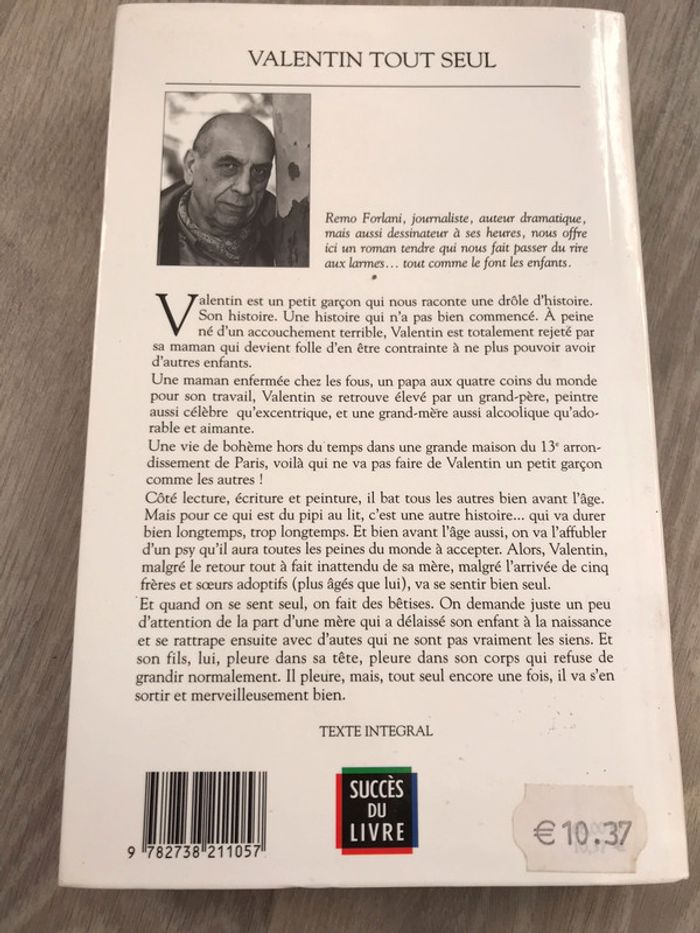 VALENTIN TOUT SEUL
Remo Forlani, journaliste, auteur dramatique,
mais aussi dessinateur à ses heures, nous offre
ici un roman tendre qui nous fait passer du rire
aux larmes... tout comme le font les enfants.
Valentin est un petit garçon qui nous raconte une drôle d'histoire.
Son histoire. Une histoire qui n'a pas bien commencé. À peine
né d'un accouchement terrible, Valentin est totalement rejeté par
sa maman qui devient folle d'en être contrainte à ne plus pouvoir avoir
d'autres enfants.
Une maman enfermée chez les fous, un papa aux quatre coins du monde
pour son travail, Valentin se retrouve élevé par un grand-père, peintre
aussi célèbre qu'excentrique, et une grand-mère aussi alcoolique qu'ado-
rable et aimante.
Une vie de bohème hors du temps dans une grande maison du 13e arron-
dissement de Paris, voilà qui ne va pas faire de Valentin un petit garçon
comme les autres !
Côté lecture, écriture et peinture, il bat tous les autres bien avant l'âge.
Mais pour ce qui est du pipi au lit, c'est une autre histoire... qui va durer
bien longtemps, trop longtemps. Et bien avant l'âge aussi, on va l'affubler
d'un psy qu'il aura toutes les peines du monde à accepter. Alors, Valentin,
malgré le retour tout à fait inattendu de sa mère, malgré l'arrivée de cinq
frères et sœurs adoptifs (plus âgés que lui), va se sentir bien seul.
Et quand on se sent seul, on fait des bêtises. On demande juste un peu
d'attention de la part d'une mère qui a délaissé son enfant à la naissance
et se rattrape ensuite avec d'autes qui ne sont pas vraiment les siens. Et
son fils, lui, pleure dans sa tête, pleure dans son corps qui refuse de
grandir normalement. Il pleure, mais, tout seul encore une fois, il va s'en
sortir et merveilleusement bien.
TEXTE INTEGRAL
SUCCÈS
DU
LIVRE
€ 10.37
9 782738 211057